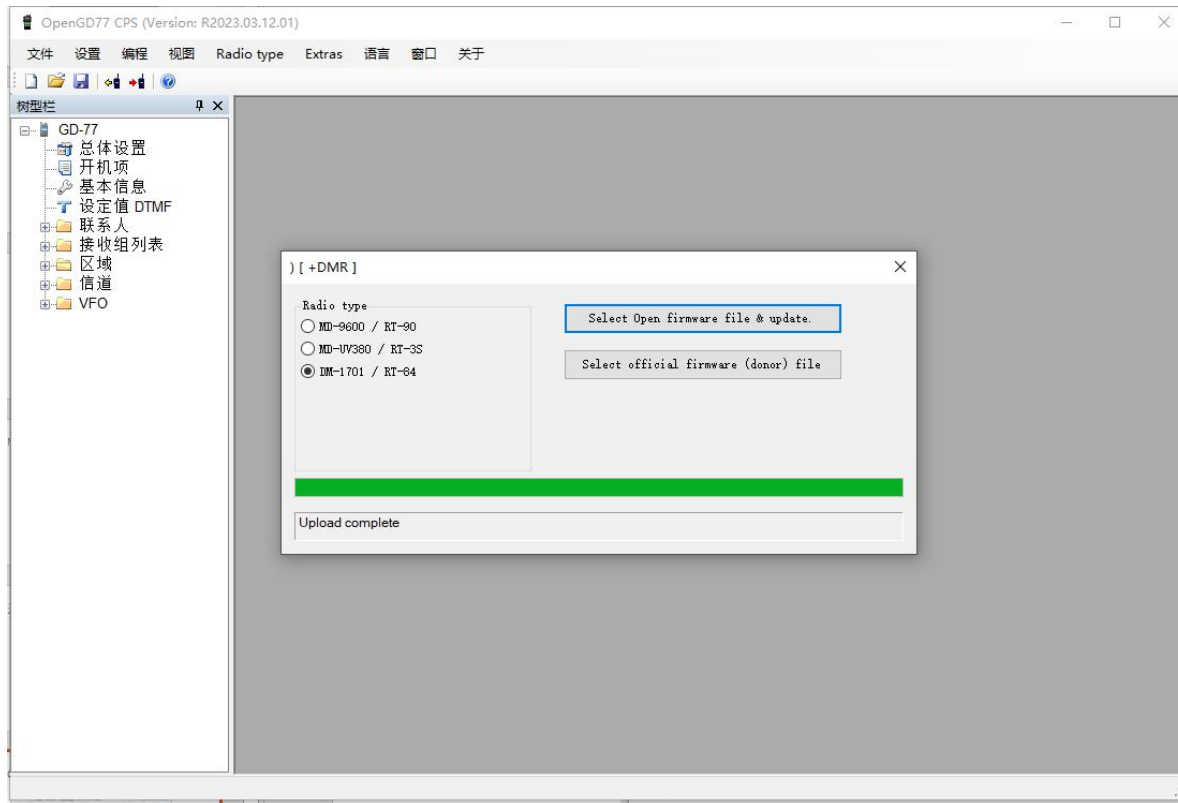 OpenGD77 CPS (Version: R2023.03.12.01)
文件 设置 编程 视图 Radio type Extras 语言 窗口 关于
树型栏
GD-77
总体设置
开机项
基本信息
设定值 DTMF
联系人
接收组列表
区域
信道
VFO
) [ +DMR ]
Radio type
MD-9600 / RT-90
MD-UV380 / RT-3S
DM-1701 / RT-84
Select Open firmware file & update.
Select official firmware (donor) file
Upload complete